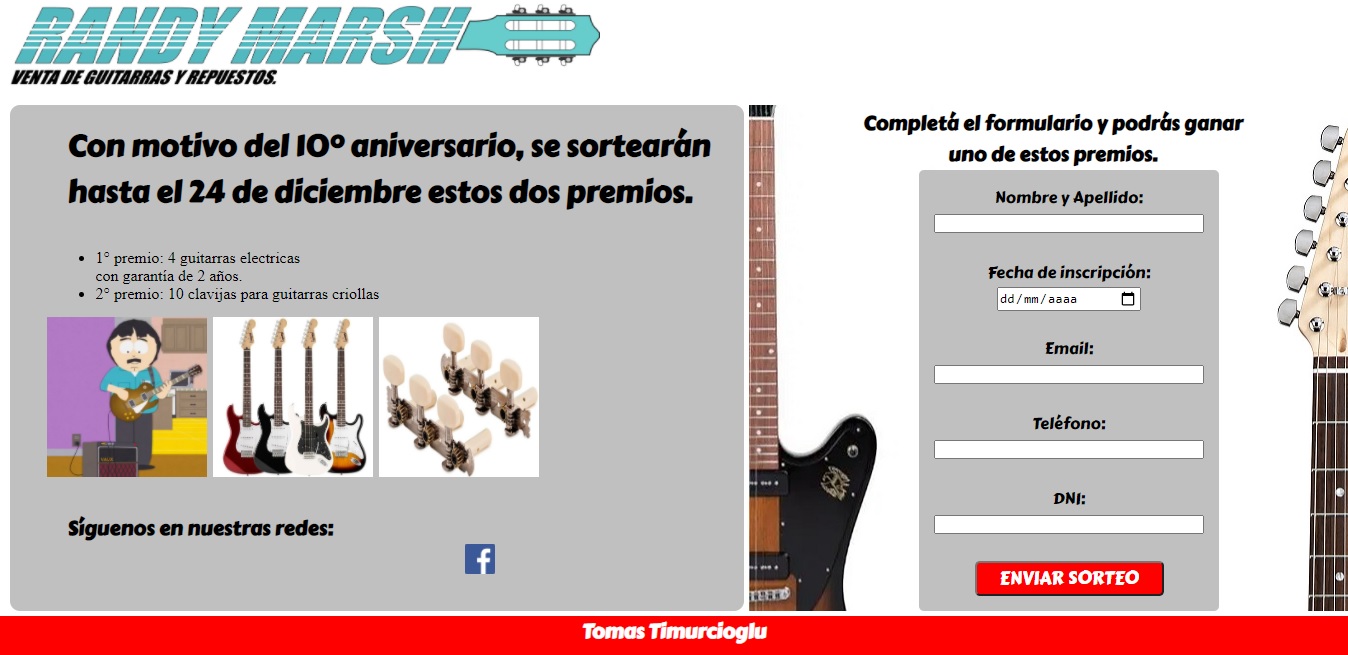 RANDY MARSH
VENTA DE GUITARRAS Y REPUESTOS.
Con motivo del 10º aniversario, se sortearán
hasta el 24 de diciembre estos dos premios.
1° premio: 4 guitarras electricas
con garantía de 2 años.
2° premio: 10 clavijas para guitarras criollas
Síguenos en nuestras redes:
f
Completá el formulario y podrás ganar
uno de estos premios.
Nombre y Apellido:
Fecha de inscripción:
dd/mm/aaaa
Email:
Teléfono:
DNI:
ENVIAR SORTEO
Tomas Timurcioglu